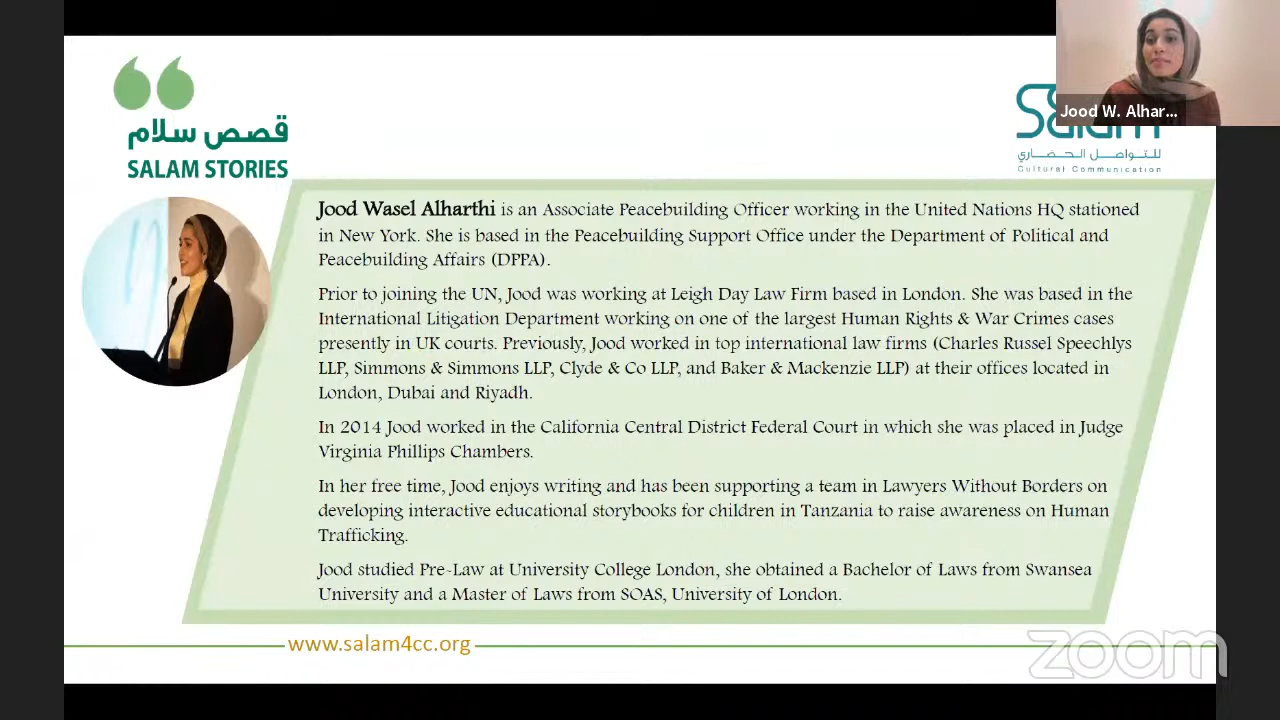 قصص سلام
SALAM STORIES
للتواصل الحضاري
Cultural Communication
Jood W. Alhar...
Jood Wasel Alharthi is an Associate Peacebuilding Officer working in the United Nations HQ stationed
in New York. She is based in the Peacebuilding Support Office under the Department of Political and
Peacebuilding Affairs (DPPA).
Prior to joining the UN, Jood was working at Leigh Day Law Firm based in London. She was based in the
International Litigation Department working on one of the largest Human Rights & War Crimes cases
presently in UK courts. Previously, Jood worked in top international law firms (Charles Russel Speechlys
LLP, Simmons & Simmons LLP, Clyde & Co LLP, and Baker & Mackenzie LLP) at their offices located in
London, Dubai and Riyadh.
In 2014 Jood worked in the California Central District Federal Court in which she was placed in Judge
Virginia Phillips Chambers.
In her free time, Jood enjoys writing and has been supporting a team in Lawyers Without Borders on
developing interactive educational storybooks for children in Tanzania to raise awareness on Human
Trafficking.
Jood studied Pre-Law at University College London, she obtained a Bachelor of Laws from Swansea
University and a Master of Laws from SOAS, University of London.
www.salam4cc.org
zoom